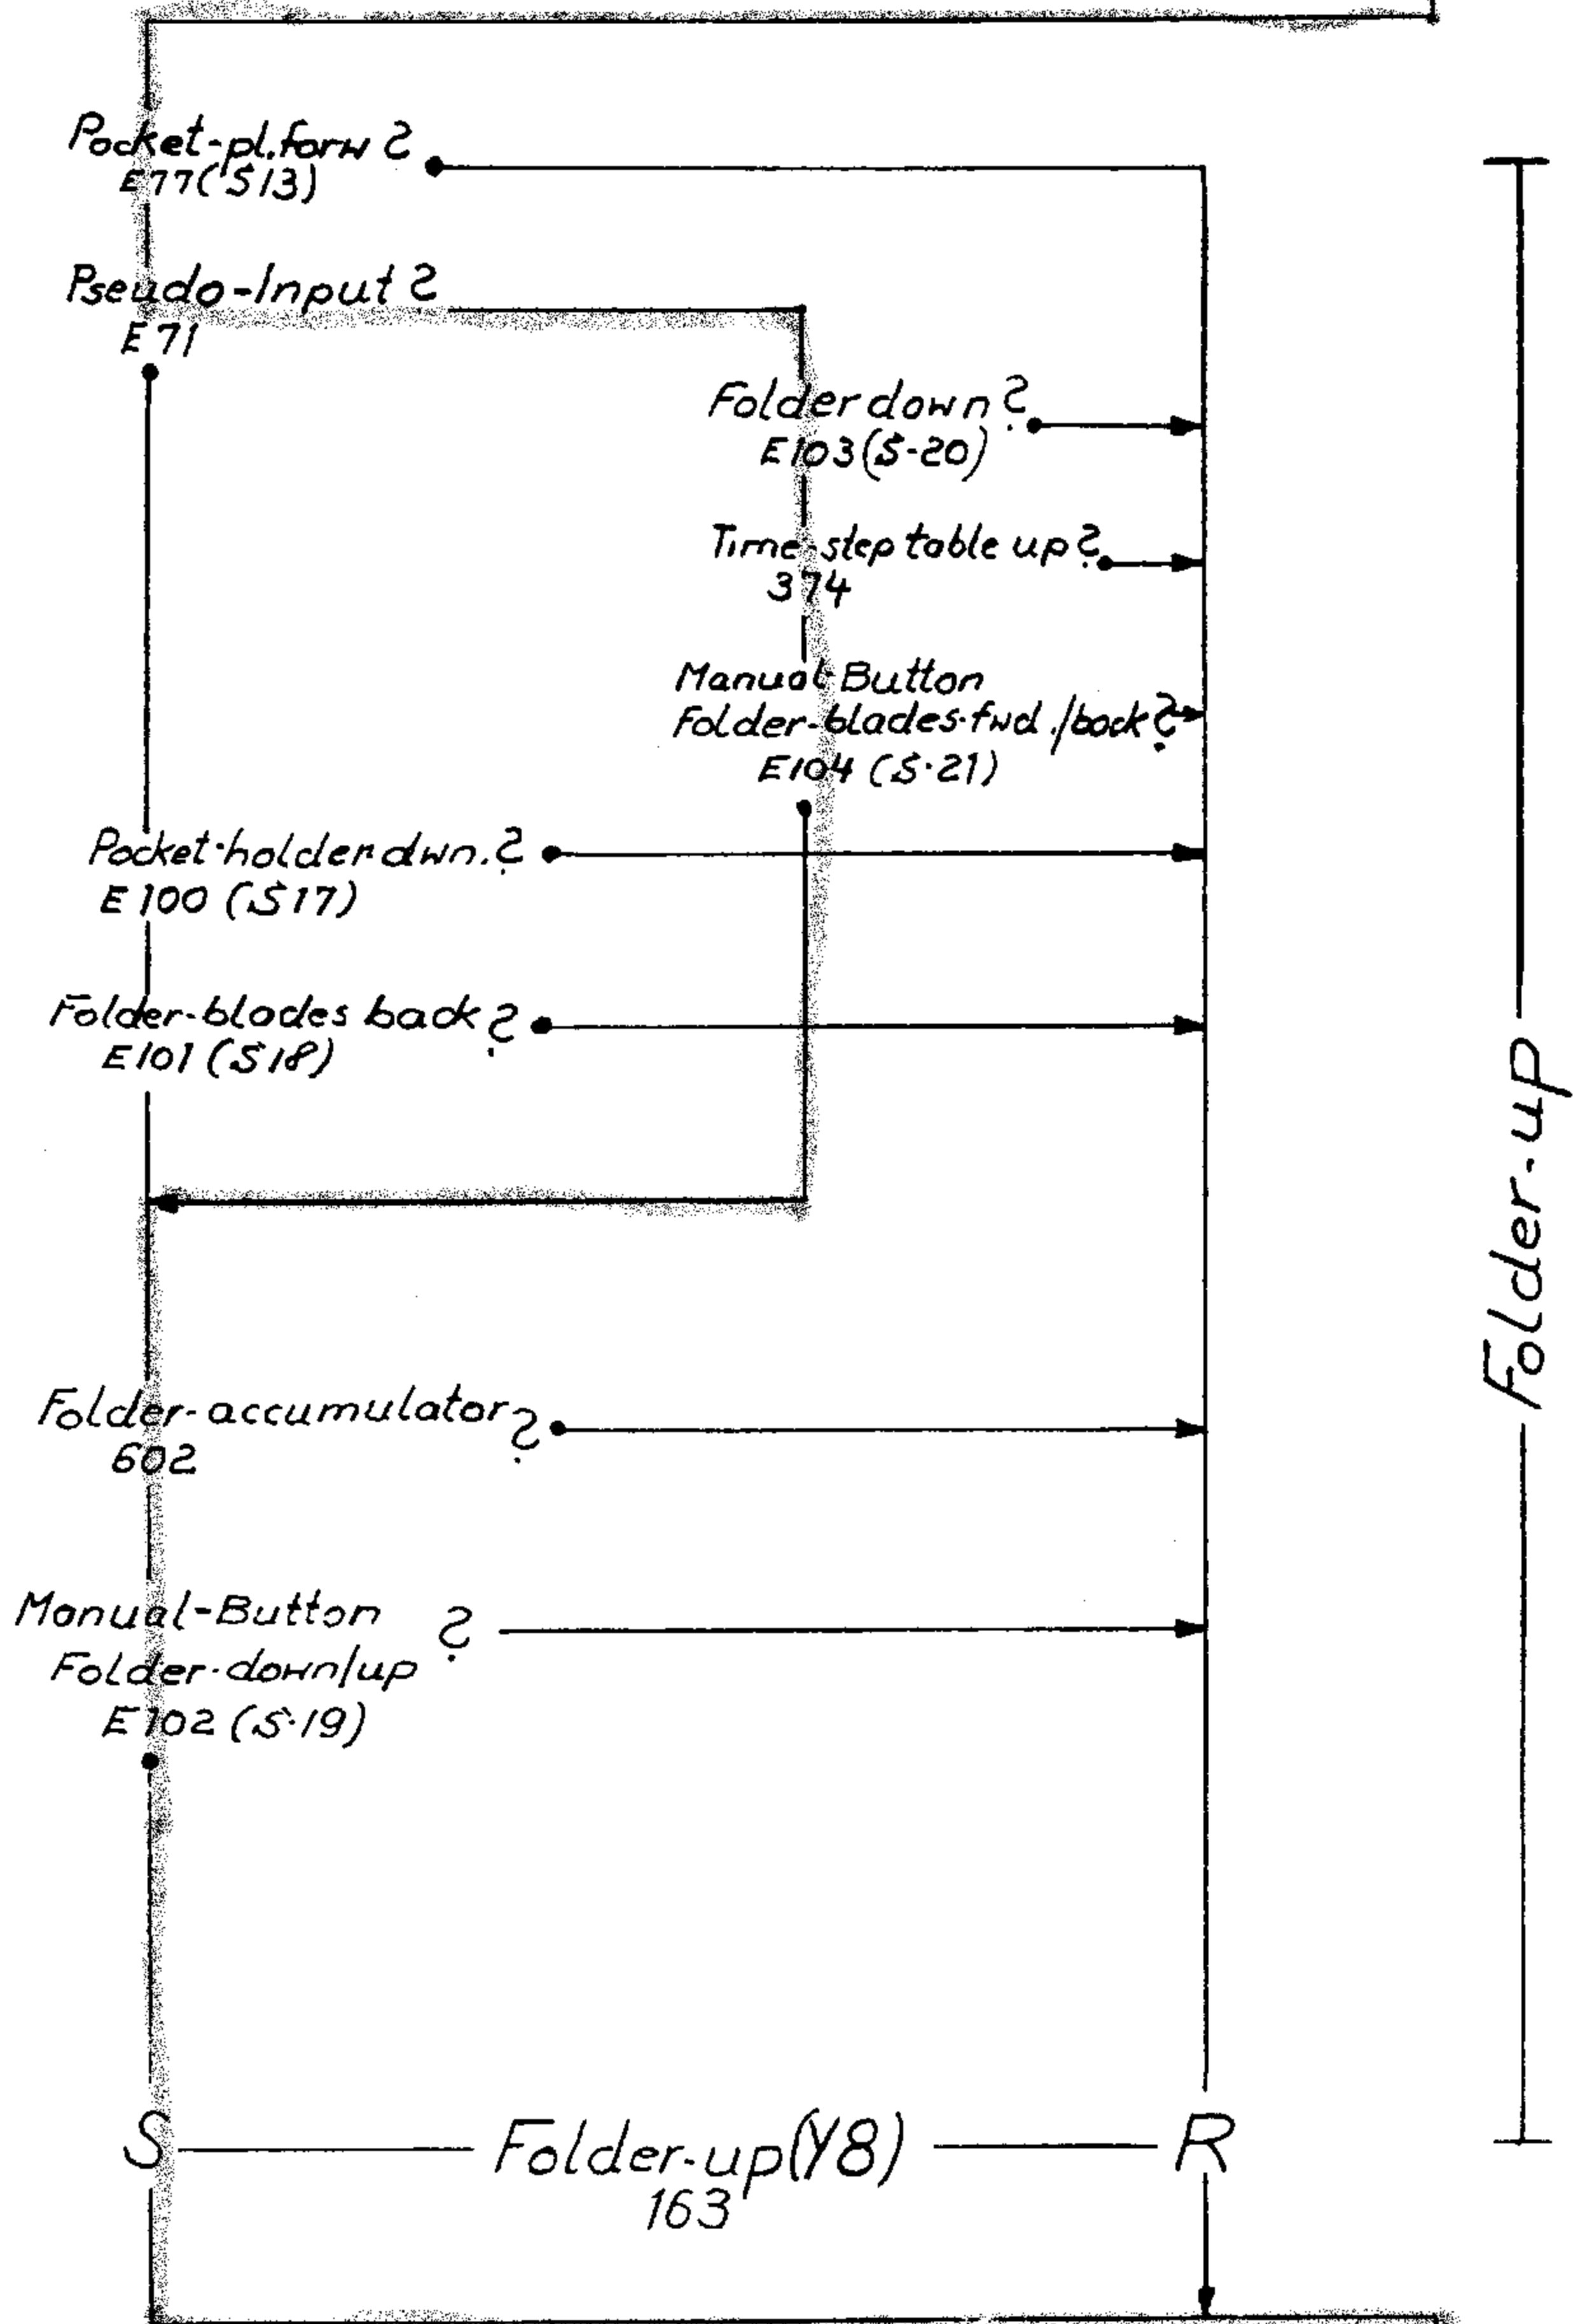 Pocket-pl.forw ?
E77(S13)
Pseudo-Input ?
E71
Folder down ?
E103(S-20)
Time-step table up ?
374
Manual-Button
Folder-blades-fwd./back ?
E104 (S-21)
Pocket-holder dwn. ?
E100 (S17)
Folder-blades back ?
E101 (S18)
Folder-accumulator ?
602
Manual-Button ?
Folder-down/up
E102 (S-19)
S Folder-up(Y8) R
163
Folder-up